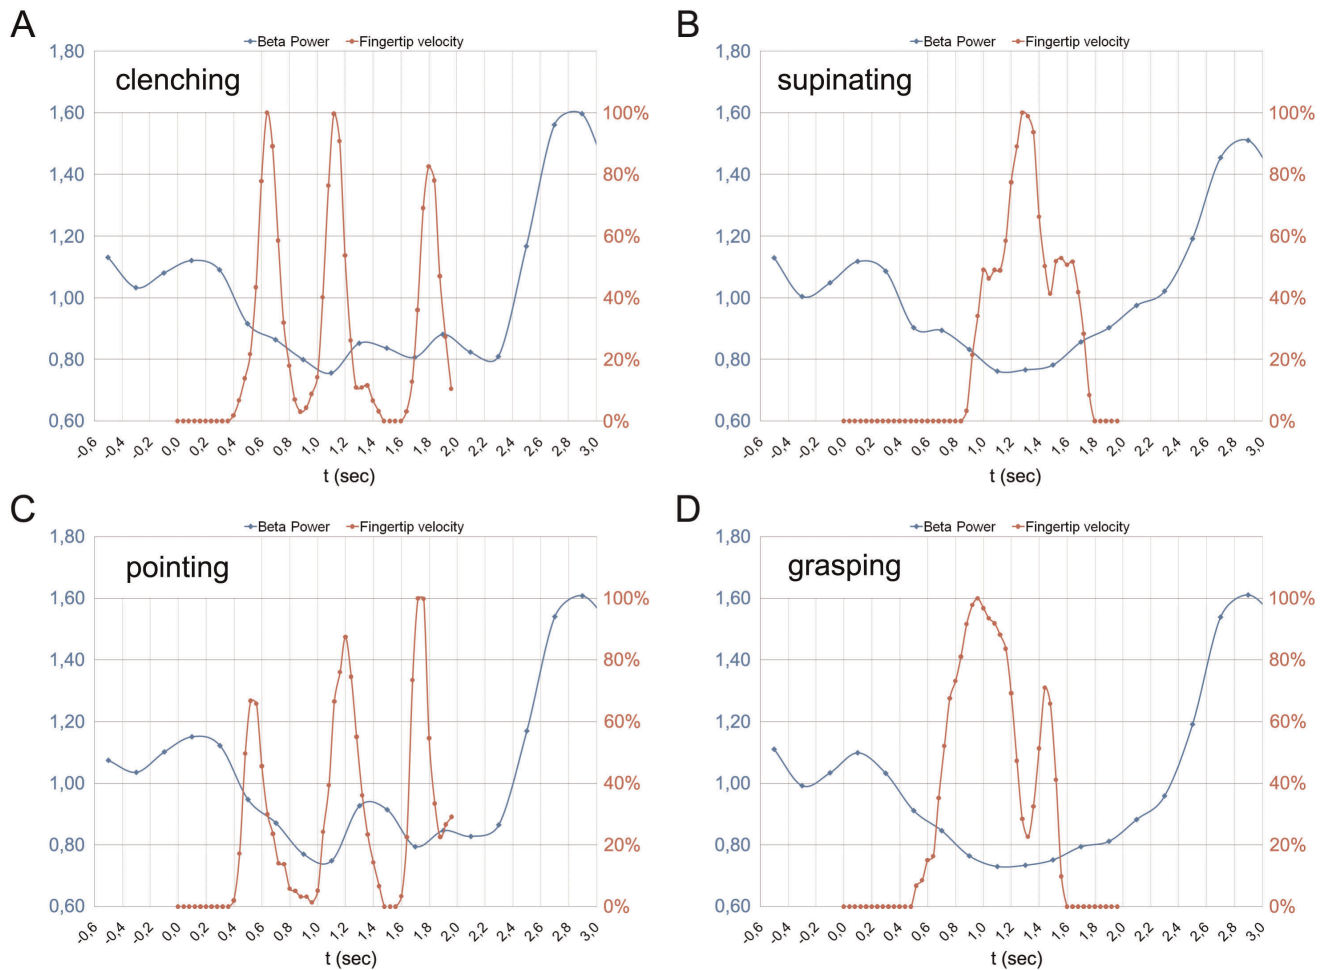 A
B
Beta Power Fingertip velocity
Beta Power Fingertip velocity
clenching
supinating
1,80
1,60
1,40
1,20
1,00
0,80
0,60
100%
80%
60%
40%
20%
0%
-0,6 -0,4 -0,2 0,0 0,2 0,4 0,6 0,8 1,0 1,2 1,4 1,6 1,8 2,0 2,2 2,4 2,6 2,8 3,0
t (sec)
1,80
1,60
1,40
1,20
1,00
0,80
0,60
100%
80%
60%
40%
20%
0%
-0,6 -0,4 -0,2 0,0 0,2 0,4 0,6 0,8 1,0 1,2 1,4 1,6 1,8 2,0 2,2 2,4 2,6 2,8 3,0
t (sec)
C
D
Beta Power Fingertip velocity
Beta Power Fingertip velocity
pointing
grasping
1,80
1,60
1,40
1,20
1,00
0,80
0,60
100%
80%
60%
40%
20%
0%
-0,6 -0,4 -0,2 0,0 0,2 0,4 0,6 0,8 1,0 1,2 1,4 1,6 1,8 2,0 2,2 2,4 2,6 2,8 3,0
t (sec)
1,80
1,60
1,40
1,20
1,00
0,80
0,60
100%
80%
60%
40%
20%
0%
-0,6 -0,4 -0,2 0,0 0,2 0,4 0,6 0,8 1,0 1,2 1,4 1,6 1,8 2,0 2,2 2,4 2,6 2,8 3,0
t (sec)